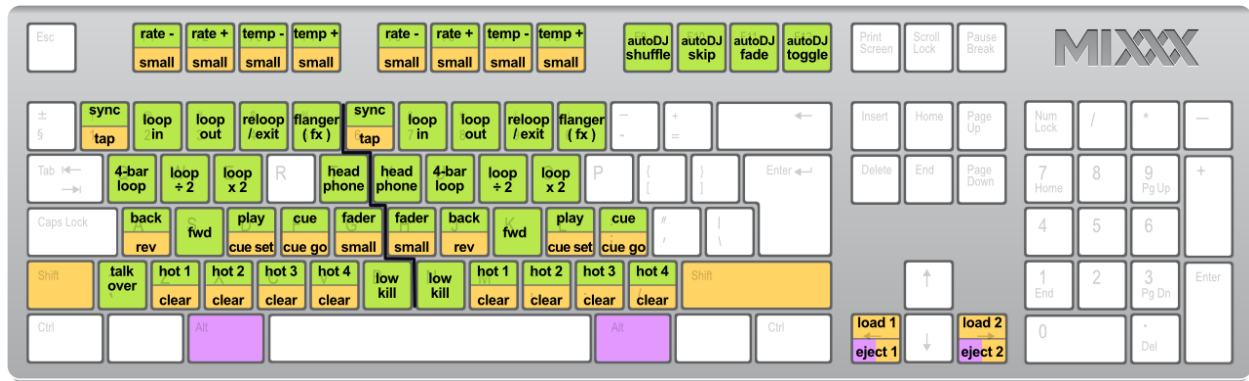 Esc rate - rate + temp - temp + rate - rate + temp - temp + autoDJ autoDJ autoDJ autoDJ Print Scroll Pause MIXXX
small small small small small small small small shuffle skip fade toggle Screen Lock Break
± sync loop loop reloop flanger sync loop loop reloop flanger — + ← Insert Home Page Num / * —
§ tap in out / exit ( fx ) tap in out / exit ( fx ) - = Up Lock
Tab 4-bar loop loop R head head 4-bar loop loop P { } Enter Delete End Page 7 8 9 +
loop ÷ 2 x 2 phone phone loop ÷ 2 x 2 [ ] Down Home Pg Up
Caps Lock back fwd play cue fader fader back fwd play cue " | 4 5 6
rev cue set cue go small small rev cue set cue go ' \
Shift talk hot 1 hot 2 hot 3 hot 4 low low hot 1 hot 2 hot 3 hot 4 Shift ↑ 1 2 3 Enter
over clear clear clear clear kill kill clear clear clear clear End Pg Dn
Ctrl Alt Alt Ctrl load 1 ↓ load 2 0 .
eject 1 eject 2 Del